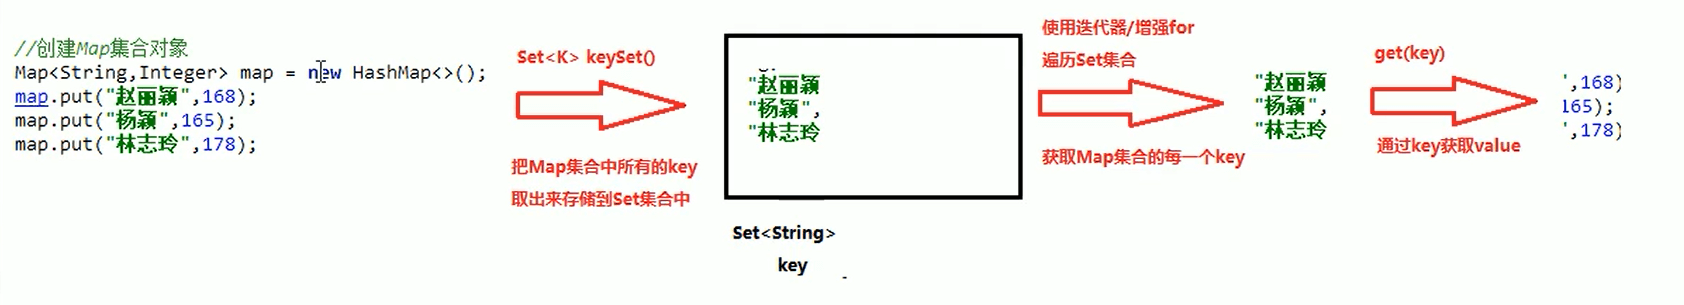 //创建Map集合对象
Map<String,Integer> map = new HashMap<>();
map.put("赵丽颖",168);
map.put("杨颖",165);
map.put("林志玲",178);
Set<K> keySet()
把Map集合中所有的key
取出来存储到Set集合中
"赵丽颖
"杨颖",
"林志玲
Set<String>
key
使用迭代器/增强for
遍历Set集合
获取Map集合的每一个key
"赵丽颖
"杨颖",
"林志玲
get(key)
通过key获取value
',168)
165);
',178)